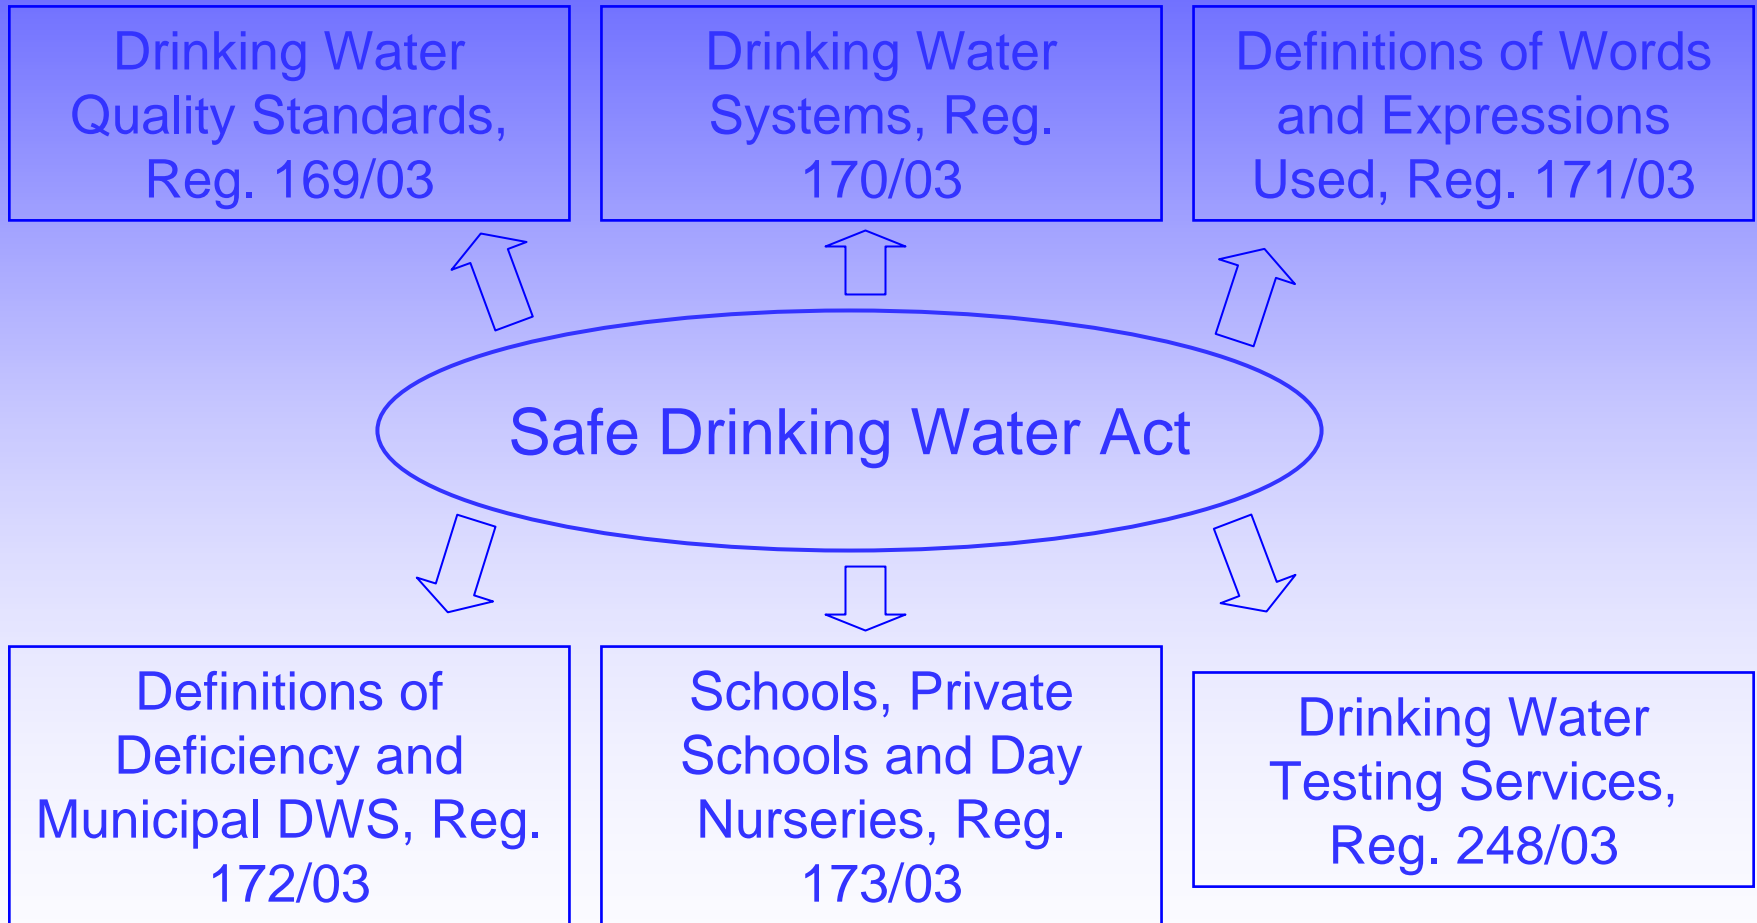 Drinking Water
Quality Standards,
Reg. 169/03
Drinking Water
Systems, Reg.
170/03
Definitions of Words
and Expressions
Used, Reg. 171/03
Safe Drinking Water Act
Definitions of
Deficiency and
Municipal DWS, Reg.
172/03
Schools, Private
Schools and Day
Nurseries, Reg.
173/03
Drinking Water
Testing Services,
Reg. 248/03